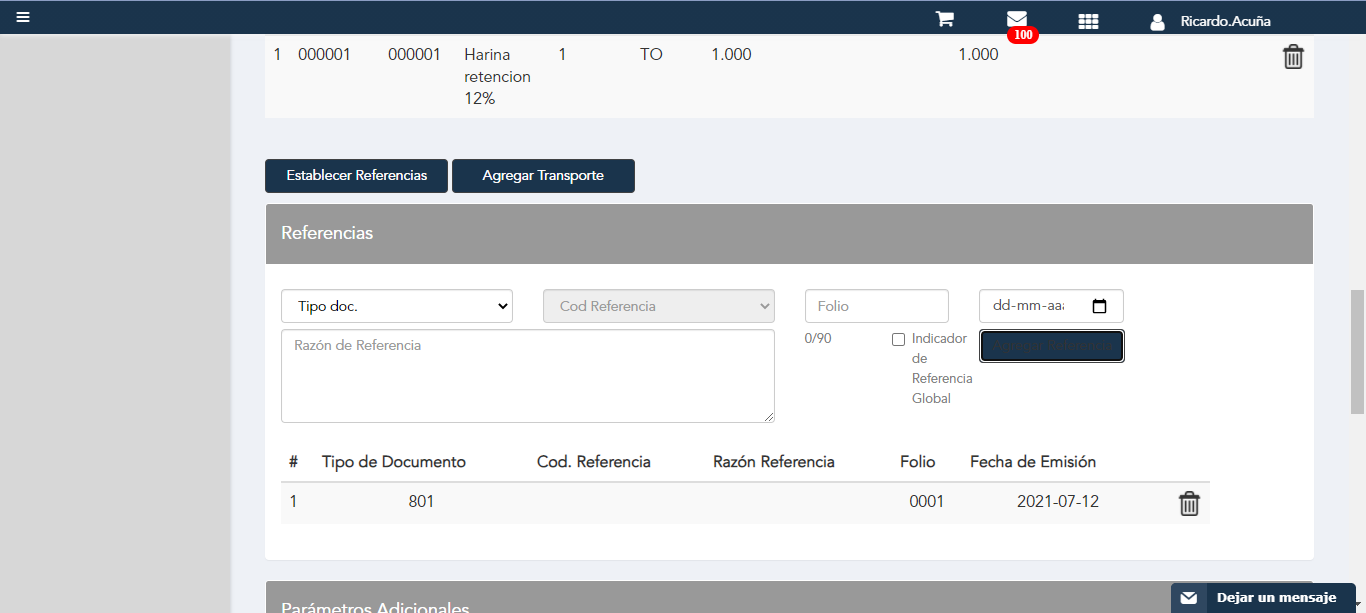 Ricardo.Acuña
100
1 000001 000001 Harina 1 TO 1.000 1.000
retencion
12%
Establecer Referencias Agregar Transporte
Referencias
Tipo doc. Cod Referencia Folio dd-mm-aaa
Razón de Referencia 0/90 Indicador Agregar Referencia
de
Referencia
Global
# Tipo de Documento Cod. Referencia Razón Referencia Folio Fecha de Emisión
1 801 0001 2021-07-12
Parámetros Adicionales
Dejar un mensaje